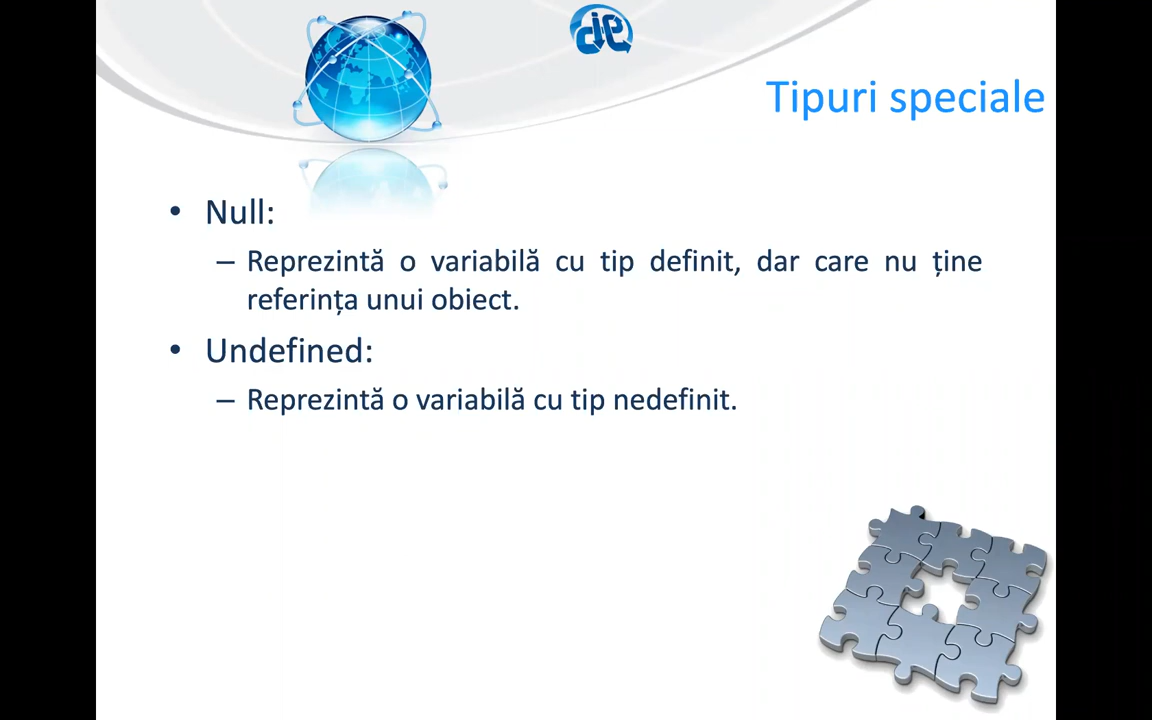 Tipuri speciale
• Null:
– Reprezintă o variabilă cu tip definit, dar care nu ține
referința unui obiect.
• Undefined:
– Reprezintă o variabilă cu tip nedefinit.